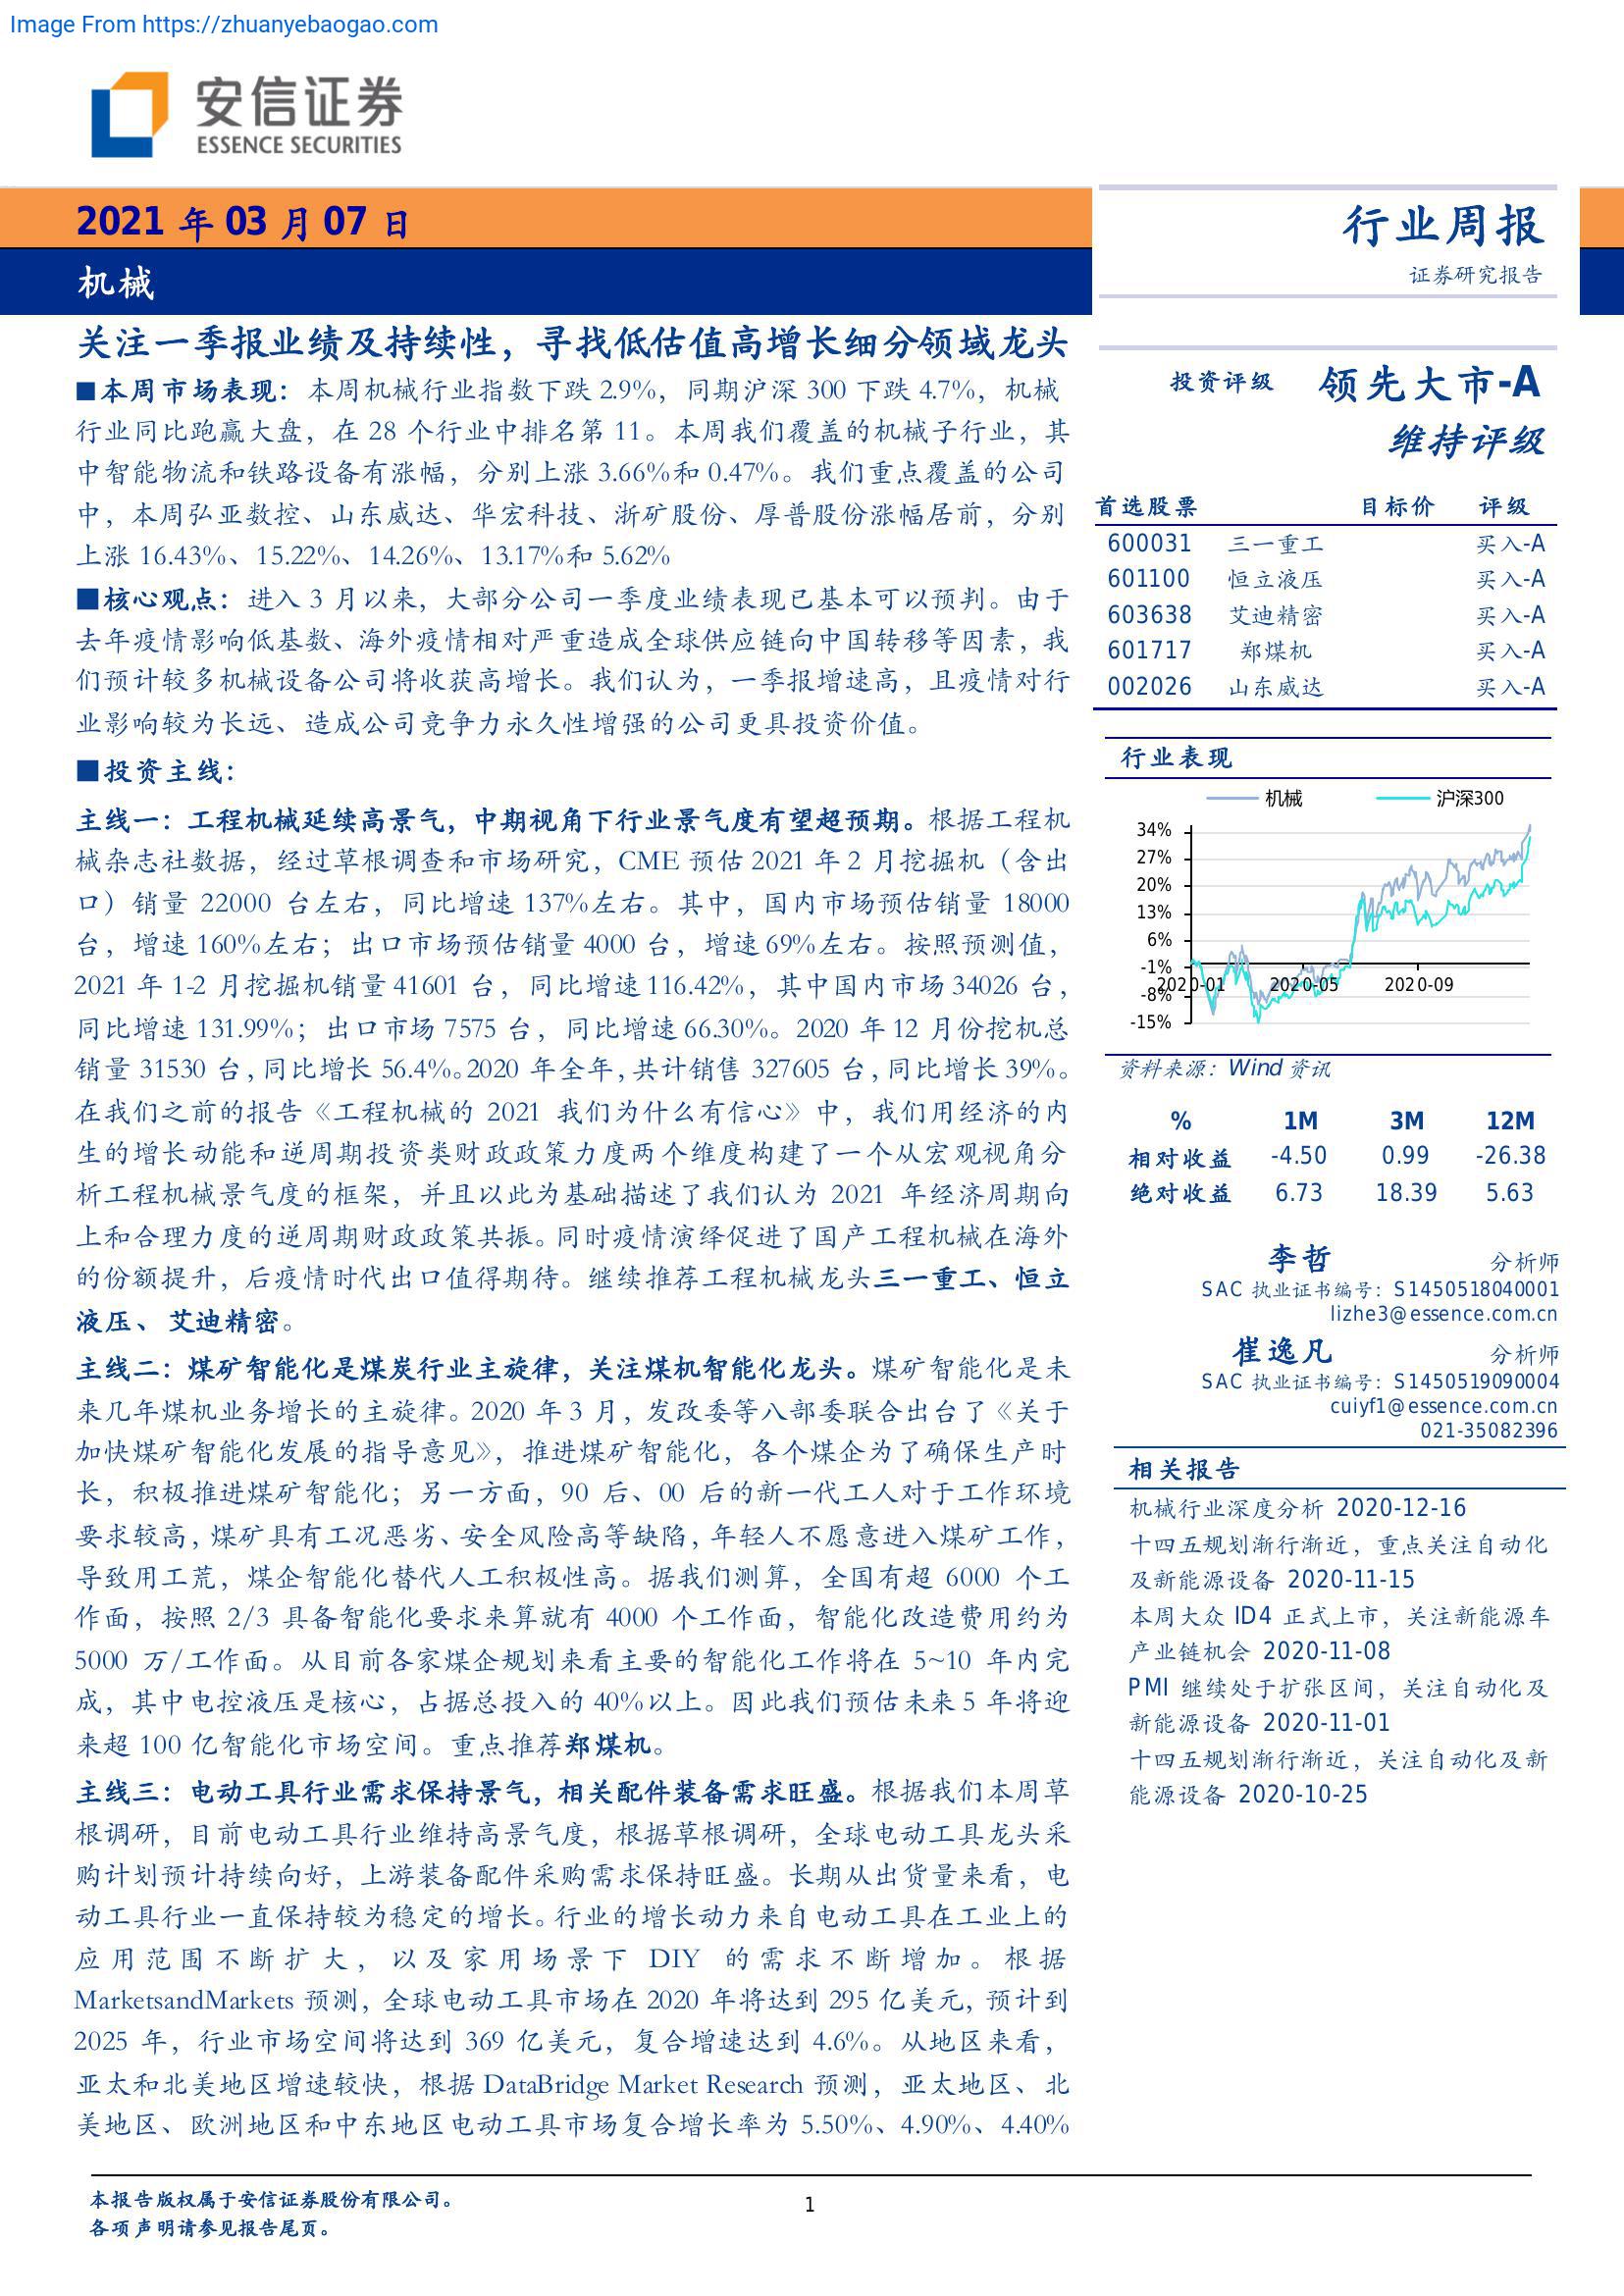 Image From https://zhuanyebaogao.com
安信证券
ESSENCE SECURITIES
2021 年 03 月 07 日
机械
行业周报
证券研究报告
关注一季报业绩及持续性，寻找低估值高增长细分领域龙头
■本周市场表现：本周机械行业指数下跌 2.9%，同期沪深 300 下跌 4.7%，机械
行业同比跑赢大盘，在 28 个行业中排名第 11。本周我们覆盖的机械子行业，其
中智能物流和铁路设备有涨幅，分别上涨 3.66%和 0.47%。我们重点覆盖的公司
中，本周弘亚数控、山东威达、华宏科技、浙矿股份、厚普股份涨幅居前，分别
上涨 16.43%、15.22%、14.26%、13.17%和 5.62%
■核心观点：进入 3 月以来，大部分公司一季度业绩表现已基本可以预判。由于
去年疫情影响低基数、海外疫情相对严重造成全球供应链向中国转移等因素，我
们预计较多机械设备公司将收获高增长。我们认为，一季报增速高，且疫情对行
业影响较为长远、造成公司竞争力永久性增强的公司更具投资价值。
■投资主线：
主线一：工程机械延续高景气，中期视角下行业景气度有望超预期。根据工程机
械杂志社数据，经过草根调查和市场研究，CME 预估 2021 年 2 月挖掘机（含出
口）销量 22000 台左右，同比增速 137%左右。其中，国内市场预估销量 18000
台，增速 160%左右；出口市场预估销量 4000 台，增速 69%左右。按照预测值，
2021 年 1-2 月挖掘机销量 41601 台，同比增速 116.42%，其中国内市场 34026 台，
同比增速 131.99%；出口市场 7575 台，同比增速 66.30%。2020 年 12 月份挖机总
销量 31530 台，同比增长 56.4%。2020 年全年，共计销售 327605 台，同比增长 39%。
在我们之前的报告《工程机械的 2021 我们为什么有信心》中，我们用经济的内
生的增长动能和逆周期投资类财政政策力度两个维度构建了一个从宏观视角分
析工程机械景气度的框架，并且以此为基础描述了我们认为 2021 年经济周期向
上和合理力度的逆周期财政政策共振。同时疫情演绎促进了国产工程机械在海外
的份额提升，后疫情时代出口值得期待。继续推荐工程机械龙头三一重工、恒立
液压、艾迪精密。
主线二：煤矿智能化是煤炭行业主旋律，关注煤机智能化龙头。煤矿智能化是未
来几年煤机业务增长的主旋律。2020 年 3 月，发改委等八部委联合出台了《关于
加快煤矿智能化发展的指导意见》，推进煤矿智能化，各个煤企为了确保生产时
长，积极推进煤矿智能化；另一方面，90 后、00 后的新一代工人对于工作环境
要求较高，煤矿具有工况恶劣、安全风险高等缺陷，年轻人不愿意进入煤矿工作，
导致用工荒，煤企智能化替代人工积极性高。据我们测算，全国有超 6000 个工
作面，按照 2/3 具备智能化要求来算就有 4000 个工作面，智能化改造费用约为
5000 万/工作面。从目前各家煤企规划来看主要的智能化工作将在 5~10 年内完
成，其中电控液压是核心，占据总投入的 40%以上。因此我们预估未来 5 年将迎
来超 100 亿智能化市场空间。重点推荐郑煤机。
主线三：电动工具行业需求保持景气，相关配件装备需求旺盛。根据我们本周草
根调研，目前电动工具行业维持高景气度，根据草根调研，全球电动工具龙头采
购计划预计持续向好，上游装备配件采购需求保持旺盛。长期从出货量来看，电
动工具行业一直保持较为稳定的增长。行业的增长动力来自电动工具在工业上的
应用范围不断扩大，以及家用场景下 DIY 的需求不断增加。根据
MarketsandMarkets 预测，全球电动工具市场在 2020 年将达到 295 亿美元，预计到
2025 年，行业市场空间将达到 369 亿美元，复合增速达到 4.6%。从地区来看，
亚太和北美地区增速较快，根据 DataBridge Market Research 预测，亚太地区、北
美地区、欧洲地区和中东地区电动工具市场复合增长率为 5.50%、4.90%、4.40%
投资评级 领先大市-A
维持评级
首选股票 目标价 评级
600031 三一重工 买入-A
601100 恒立液压 买入-A
603638 艾迪精密 买入-A
601717 郑煤机 买入-A
002026 山东威达 买入-A
行业表现
机械 沪深300
34%
27%
20%
13%
6%
-1%
-8%
-15%
2020-01 2020-05 2020-09
资料来源：Wind 资讯
% 1M 3M 12M
相对收益 -4.50 0.99 -26.38
绝对收益 6.73 18.39 5.63
李哲 分析师
SAC 执业证书编号：S1450518040001
lizhe3@essence.com.cn
崔逸凡 分析师
SAC 执业证书编号：S1450519090004
cuiyf1@essence.com.cn
021-35082396
相关报告
机械行业深度分析 2020-12-16
十四五规划渐行渐近，重点关注自动化
及新能源设备 2020-11-15
本周大众 ID4 正式上市，关注新能源车
产业链机会 2020-11-08
PMI 继续处于扩张区间，关注自动化及
新能源设备 2020-11-01
十四五规划渐行渐近，关注自动化及新
能源设备 2020-10-25
本报告版权属于安信证券股份有限公司。
各项声明请参见报告尾页。
1